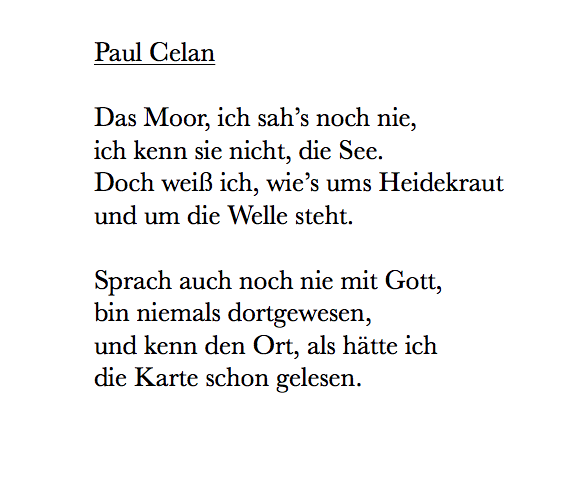 Paul Celan
Das Moor, ich sah’s noch nie,
ich kenn sie nicht, die See.
Doch weiß ich, wie’s ums Heidekraut
und um die Welle steht.
Sprach auch noch nie mit Gott,
bin niemals dortgewesen,
und kenn den Ort, als hätte ich
die Karte schon gelesen.